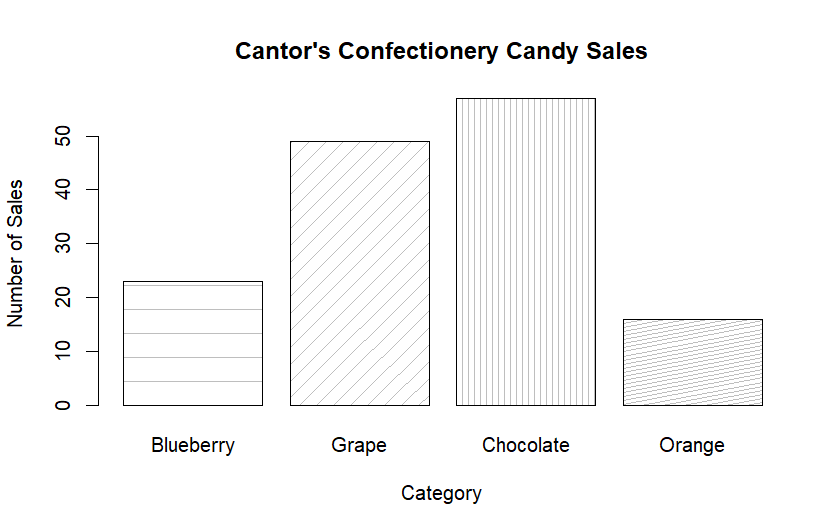 Cantor's Confectionery Candy Sales
Number of Sales
50
40
30
20
10
0
Blueberry Grape Chocolate Orange
Category